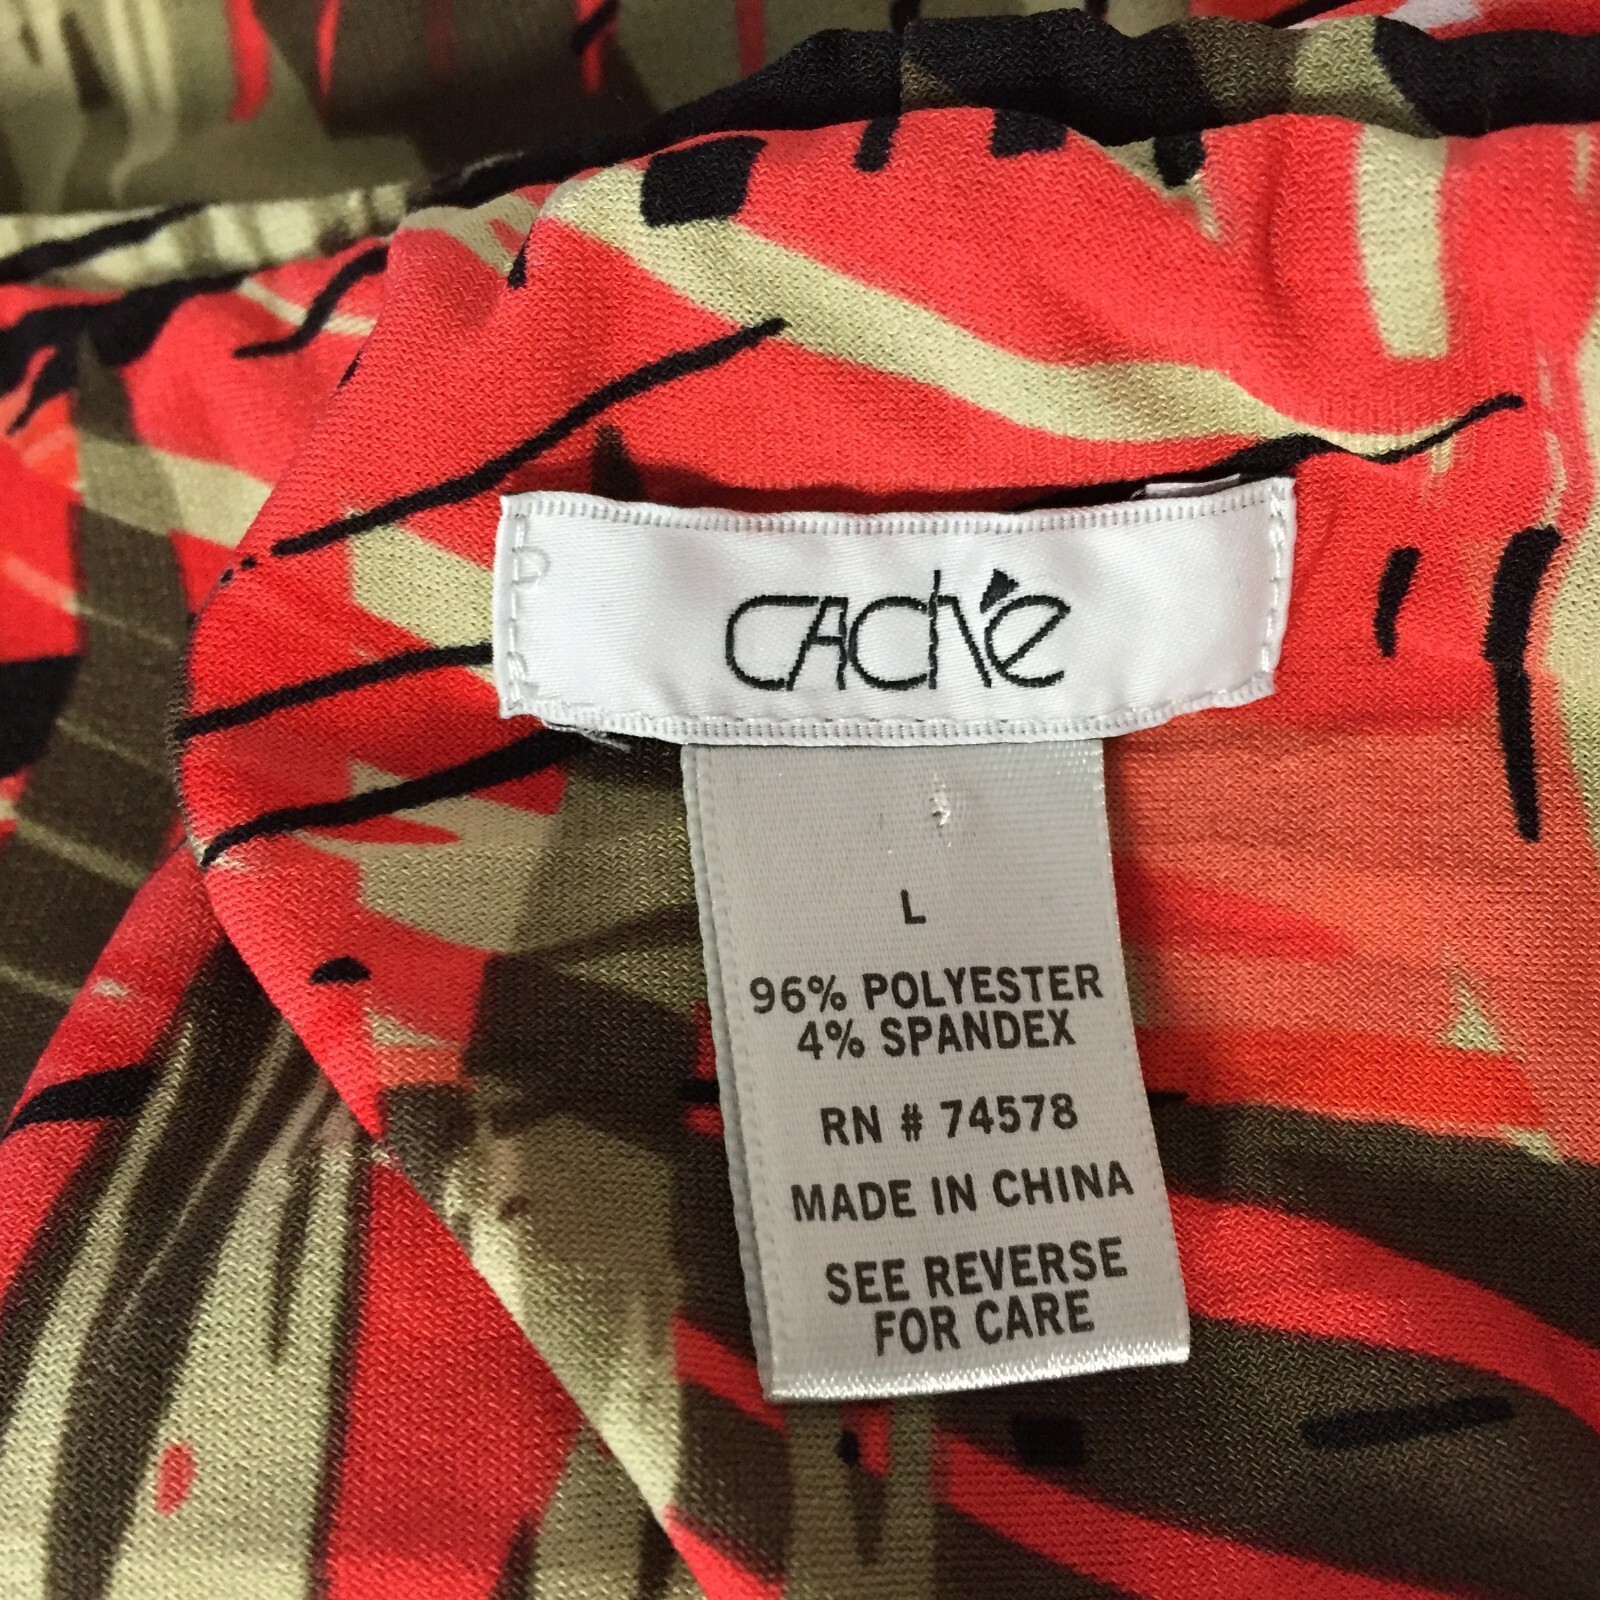 cAché
L
96% POLYESTER
4% SPANDEX
RN # 74578
MADE IN CHINA
SEE REVERSE
FOR CARE